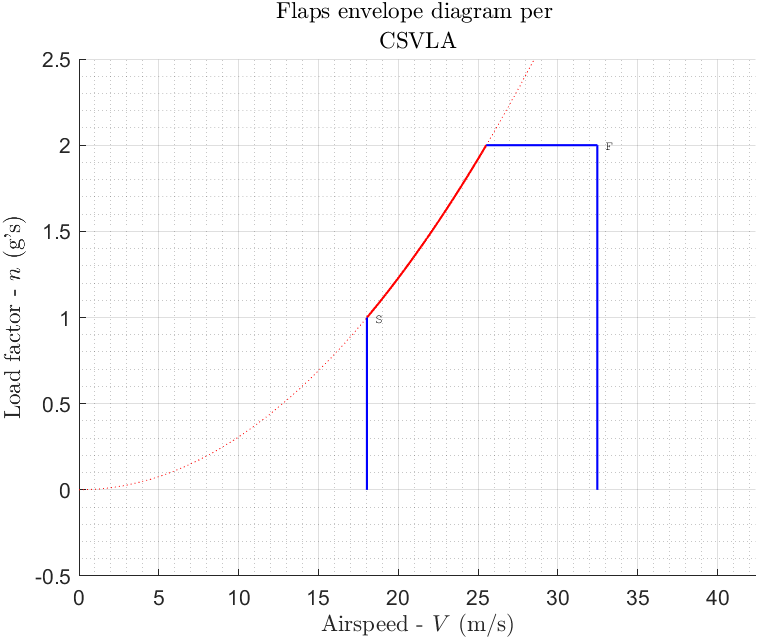 Flaps envelope diagram per
CSVLA
2.5
2
1.5
1
0.5
0
-0.5
F
S
0 5 10 15 20 25 30 35 40
Load factor - n (g's)
Airspeed - V (m/s)